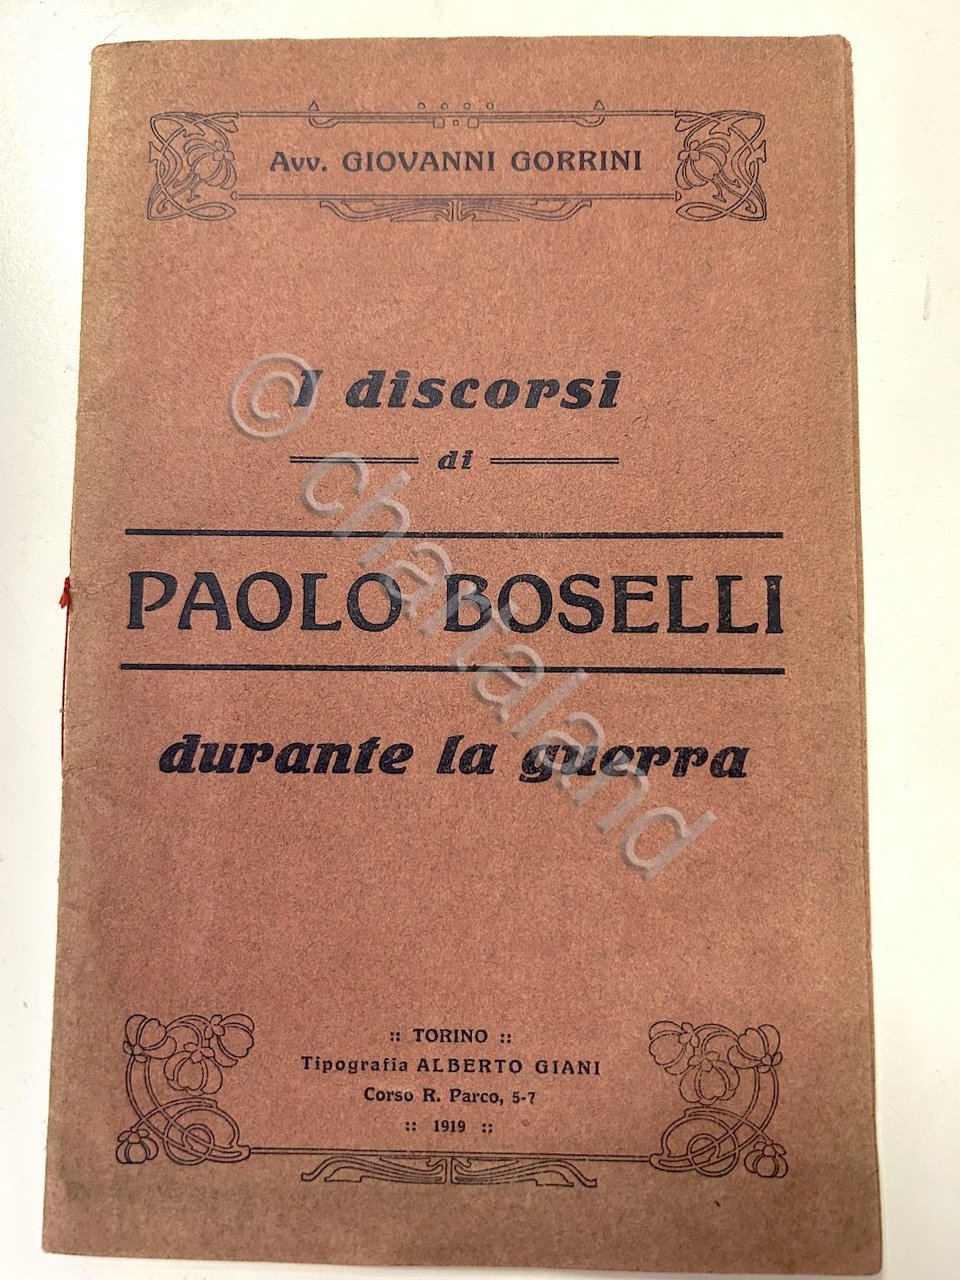 Avv. GIOVANNI GORRINI
I discorsi
di
PAOLO BOSELLI
durante la guerra
:: TORINO ::
Tipografia ALBERTO GIANI
Corso R. Parco, 5-7
:: 1919 ::
© chartaland